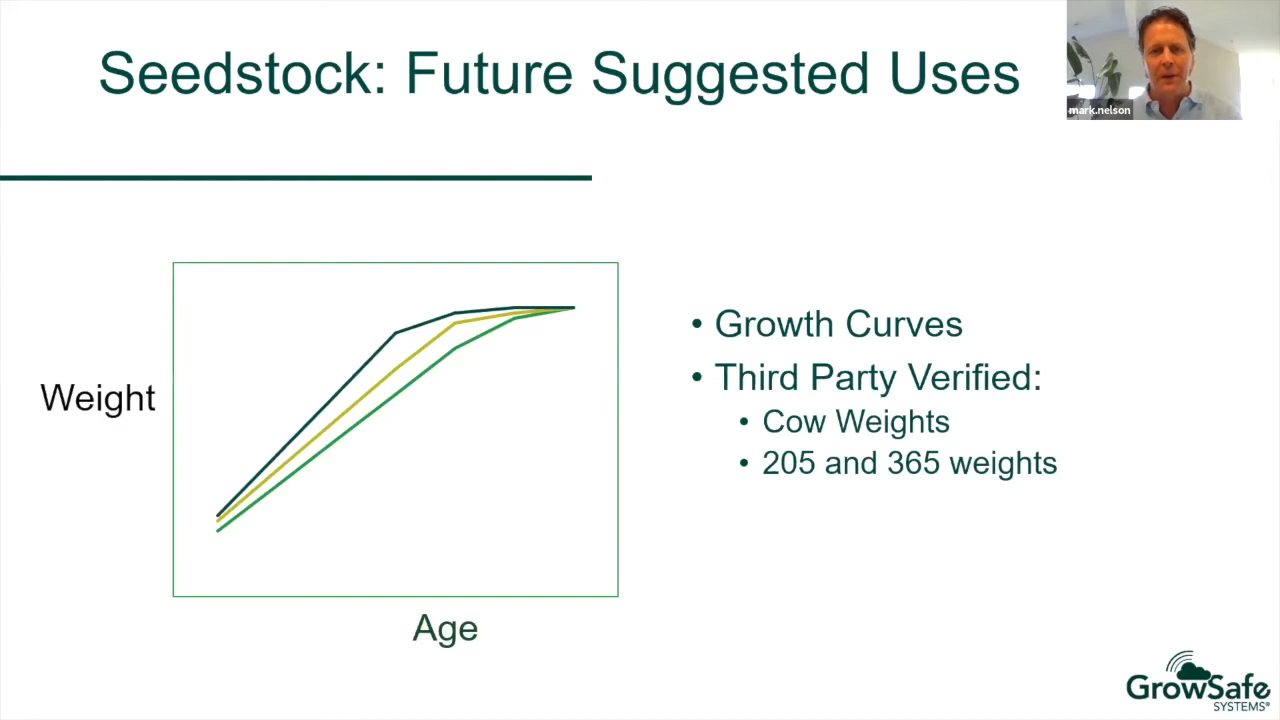 Seedstock: Future Suggested Uses
mark.nelson
Weight
Age
• Growth Curves
• Third Party Verified:
• Cow Weights
• 205 and 365 weights
GrowSafe
SYSTEMS®